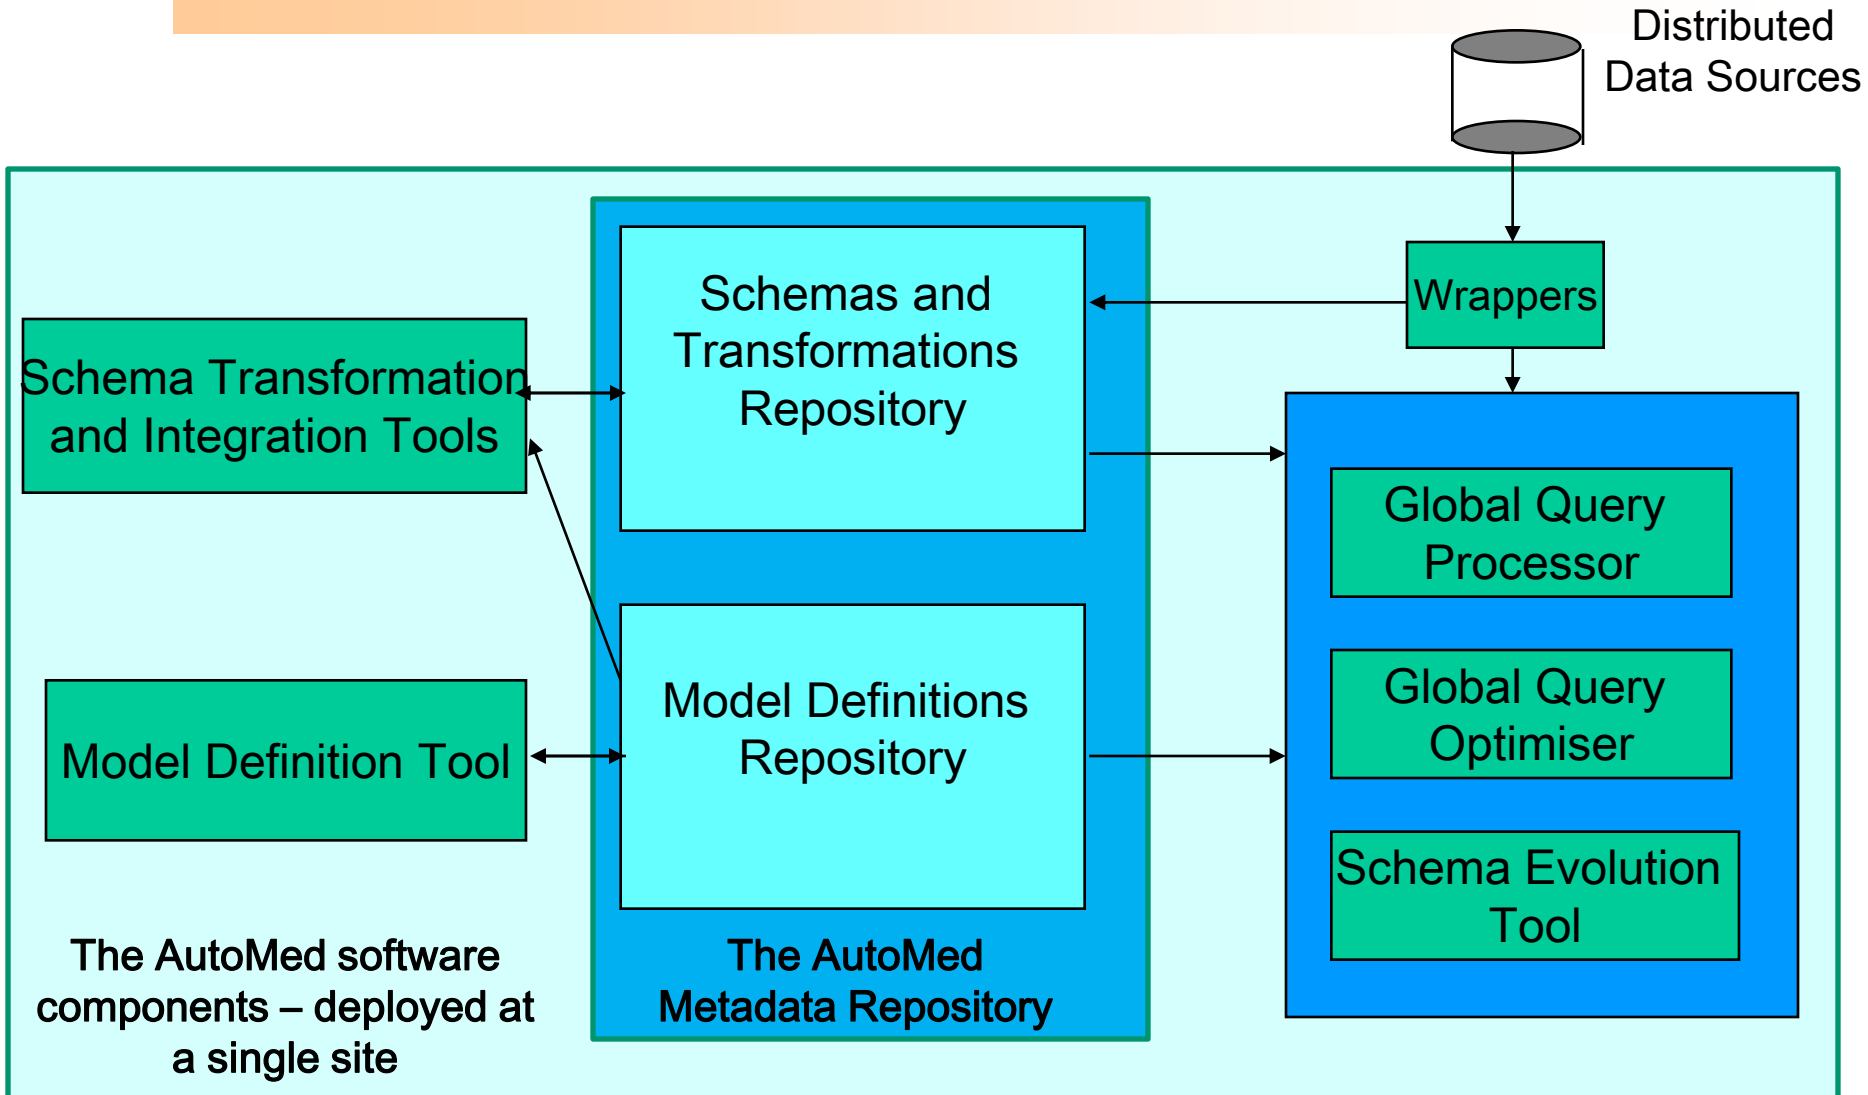 Distributed
Data Sources
Wrappers
Schemas and
Transformations
Repository
Schema Transformation
and Integration Tools
Global Query
Processor
Model Definitions
Repository
Global Query
Optimiser
Model Definition Tool
Schema Evolution
Tool
The AutoMed software
components – deployed at
a single site
The AutoMed
Metadata Repository